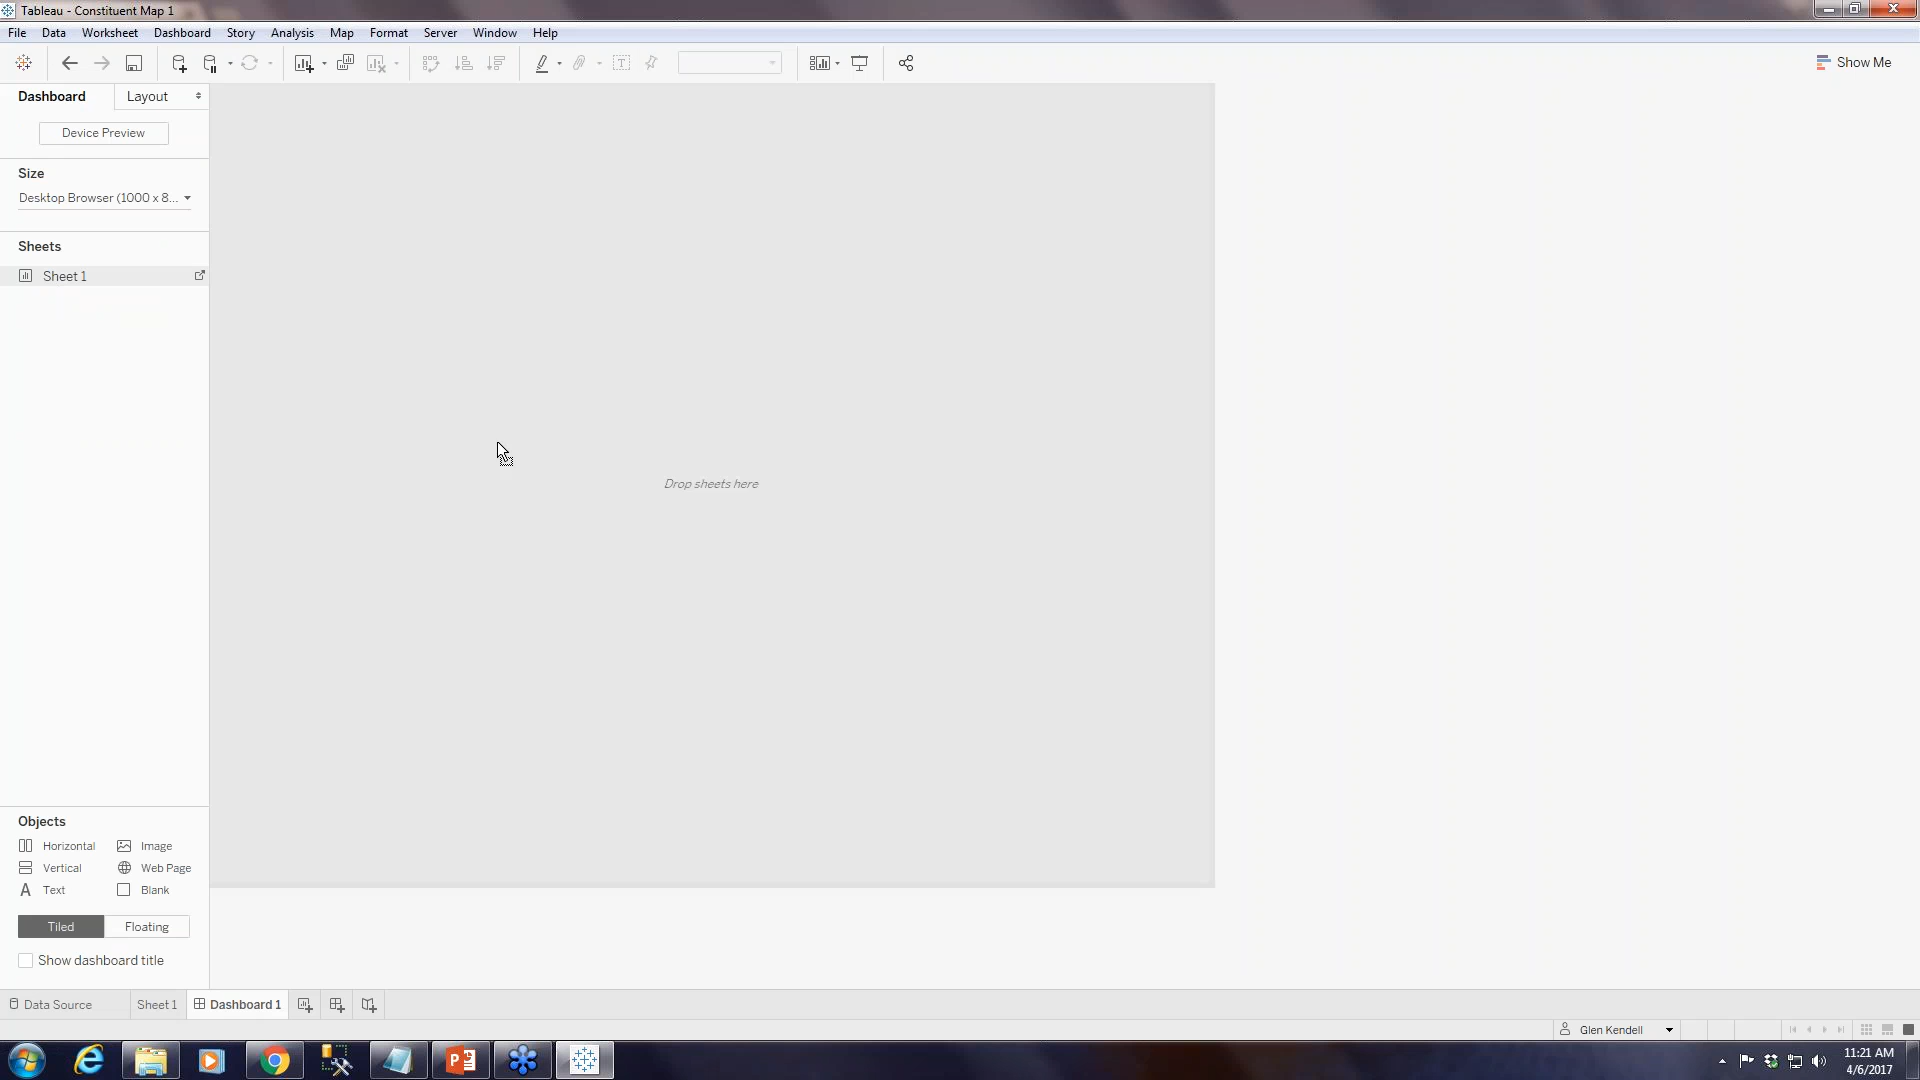 Tableau - Constituent Map 1
File Data Worksheet Dashboard Story Analysis Map Format Server Window Help
Show Me
Dashboard Layout
Device Preview
Size
Desktop Browser (1000 x 8...
Sheets
Sheet 1
Drop sheets here
Objects
Horizontal Image
Vertical Web Page
A Text Blank
Tiled Floating
Show dashboard title
Data Source Sheet 1 Dashboard 1
Glen Kendell
11:21 AM
4/6/2017